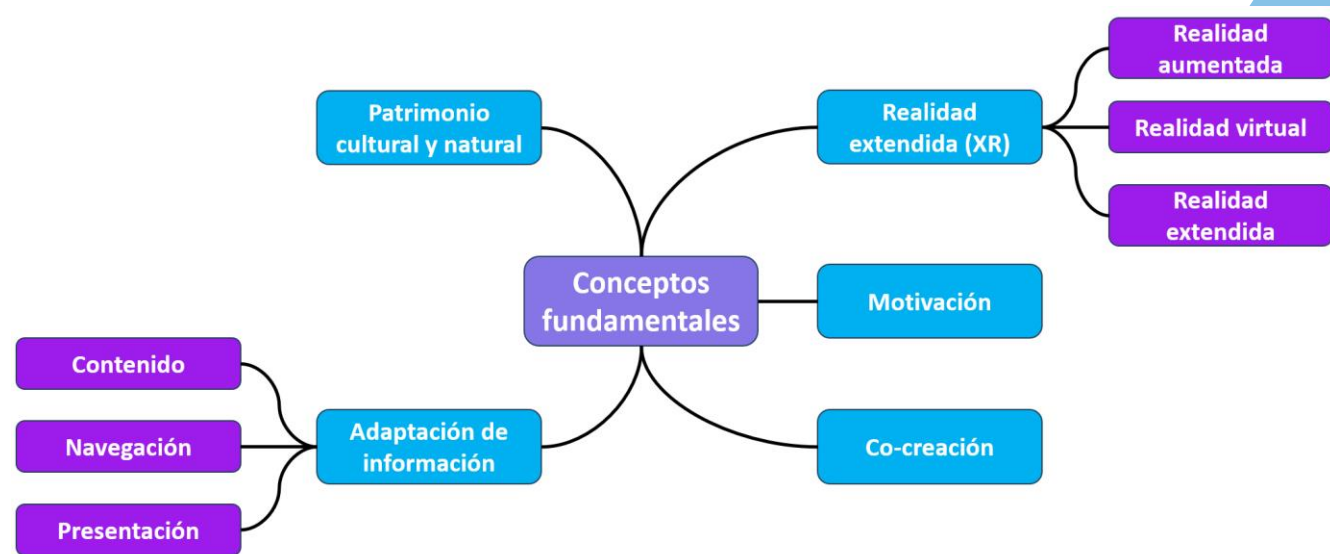 Realidad
aumentada
Patrimonio
cultural y natural
Realidad
extendida (XR)
Realidad virtual
Realidad
extendida
Conceptos
fundamentales
Motivación
Contenido
Navegación
Adaptación de
información
Co-creación
Presentación